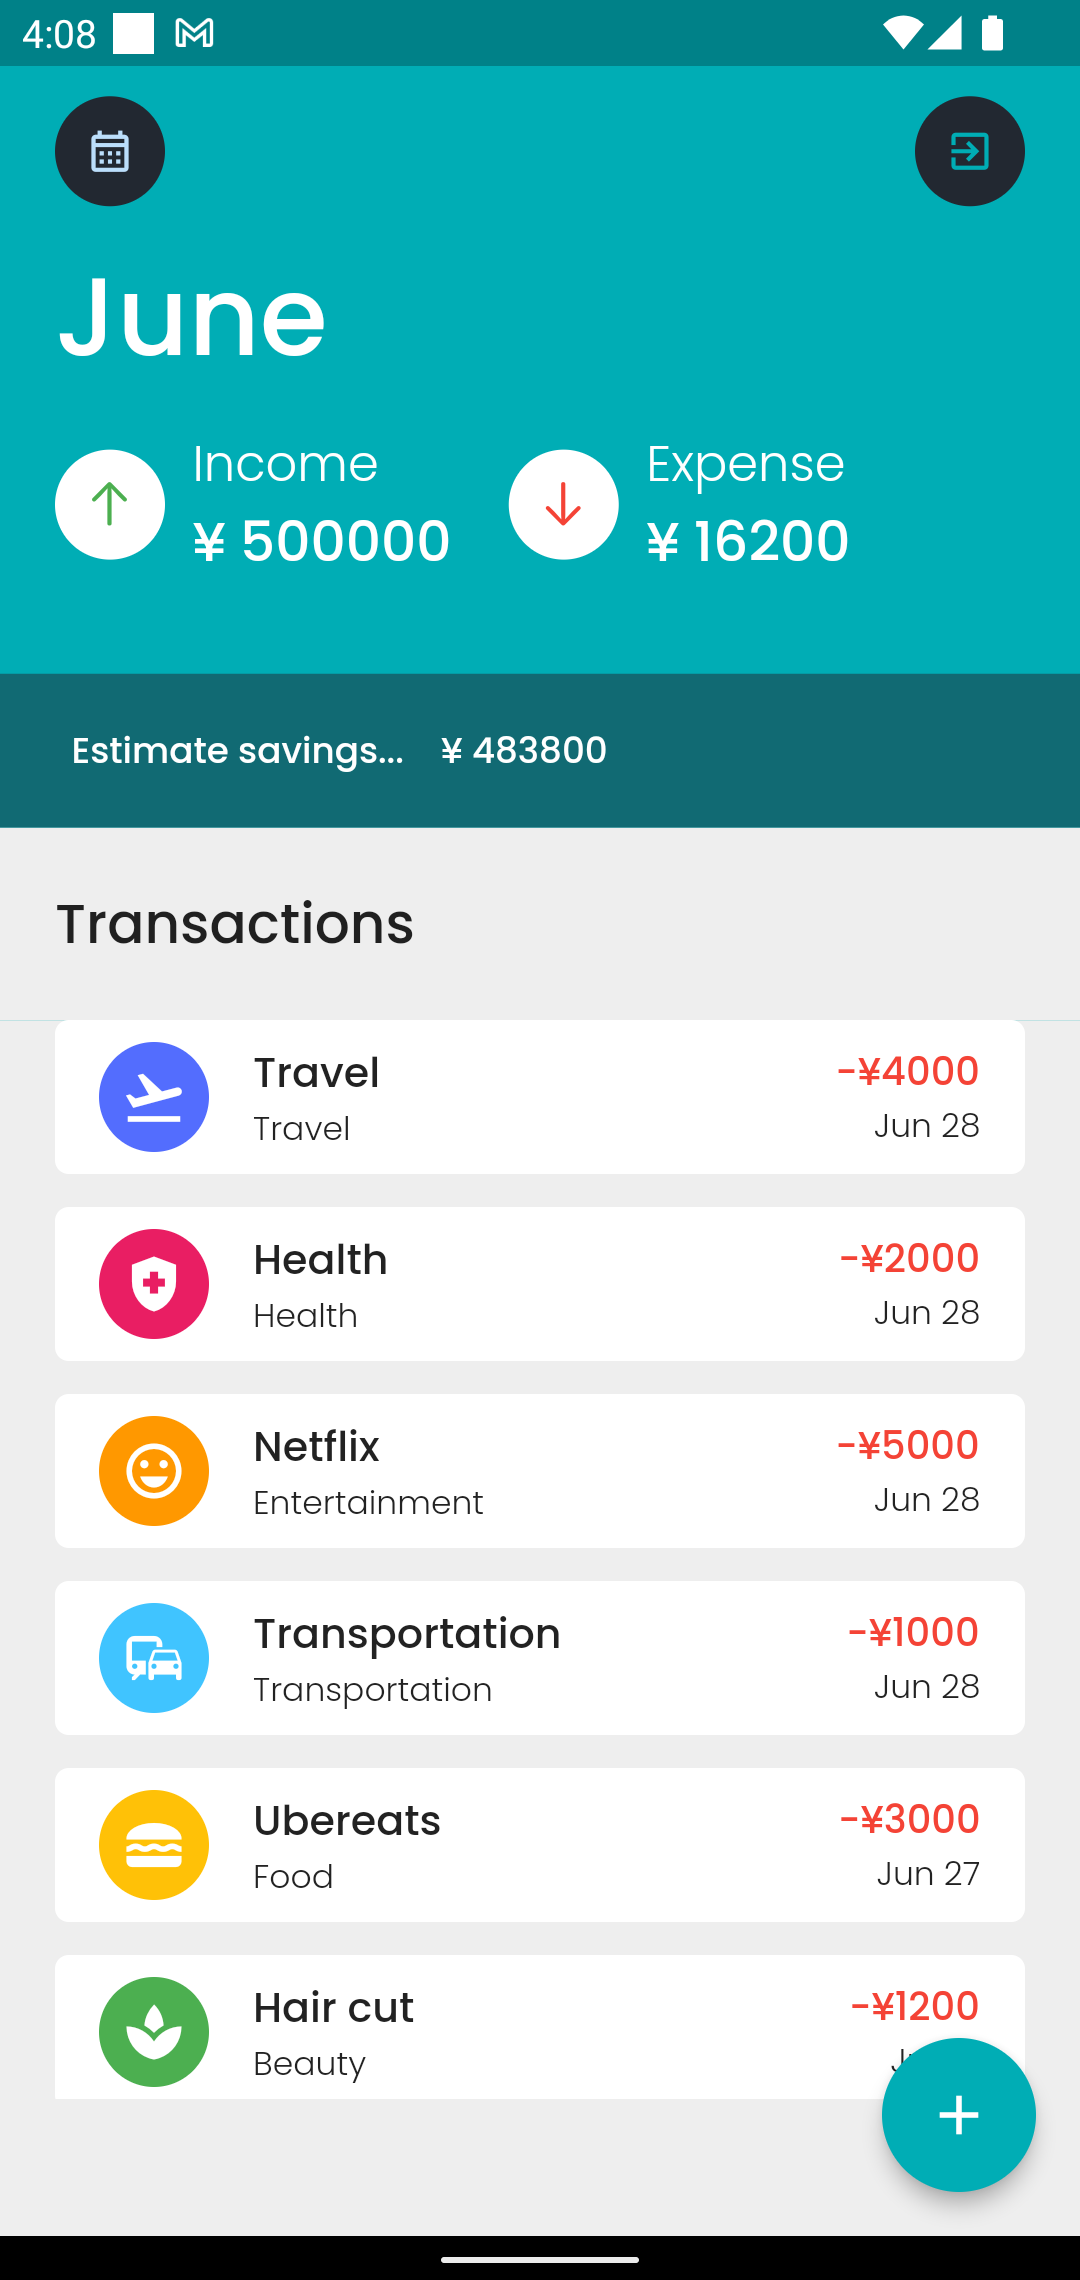 4:08
June
Income
¥ 500000
Expense
¥ 16200
Estimate savings... ¥ 483800
Transactions
Travel -¥4000
Travel Jun 28
Health -¥2000
Health Jun 28
Netflix -¥5000
Entertainment Jun 28
Transportation -¥1000
Transportation Jun 28
Ubereats -¥3000
Food Jun 27
Hair cut -¥1200
Beauty